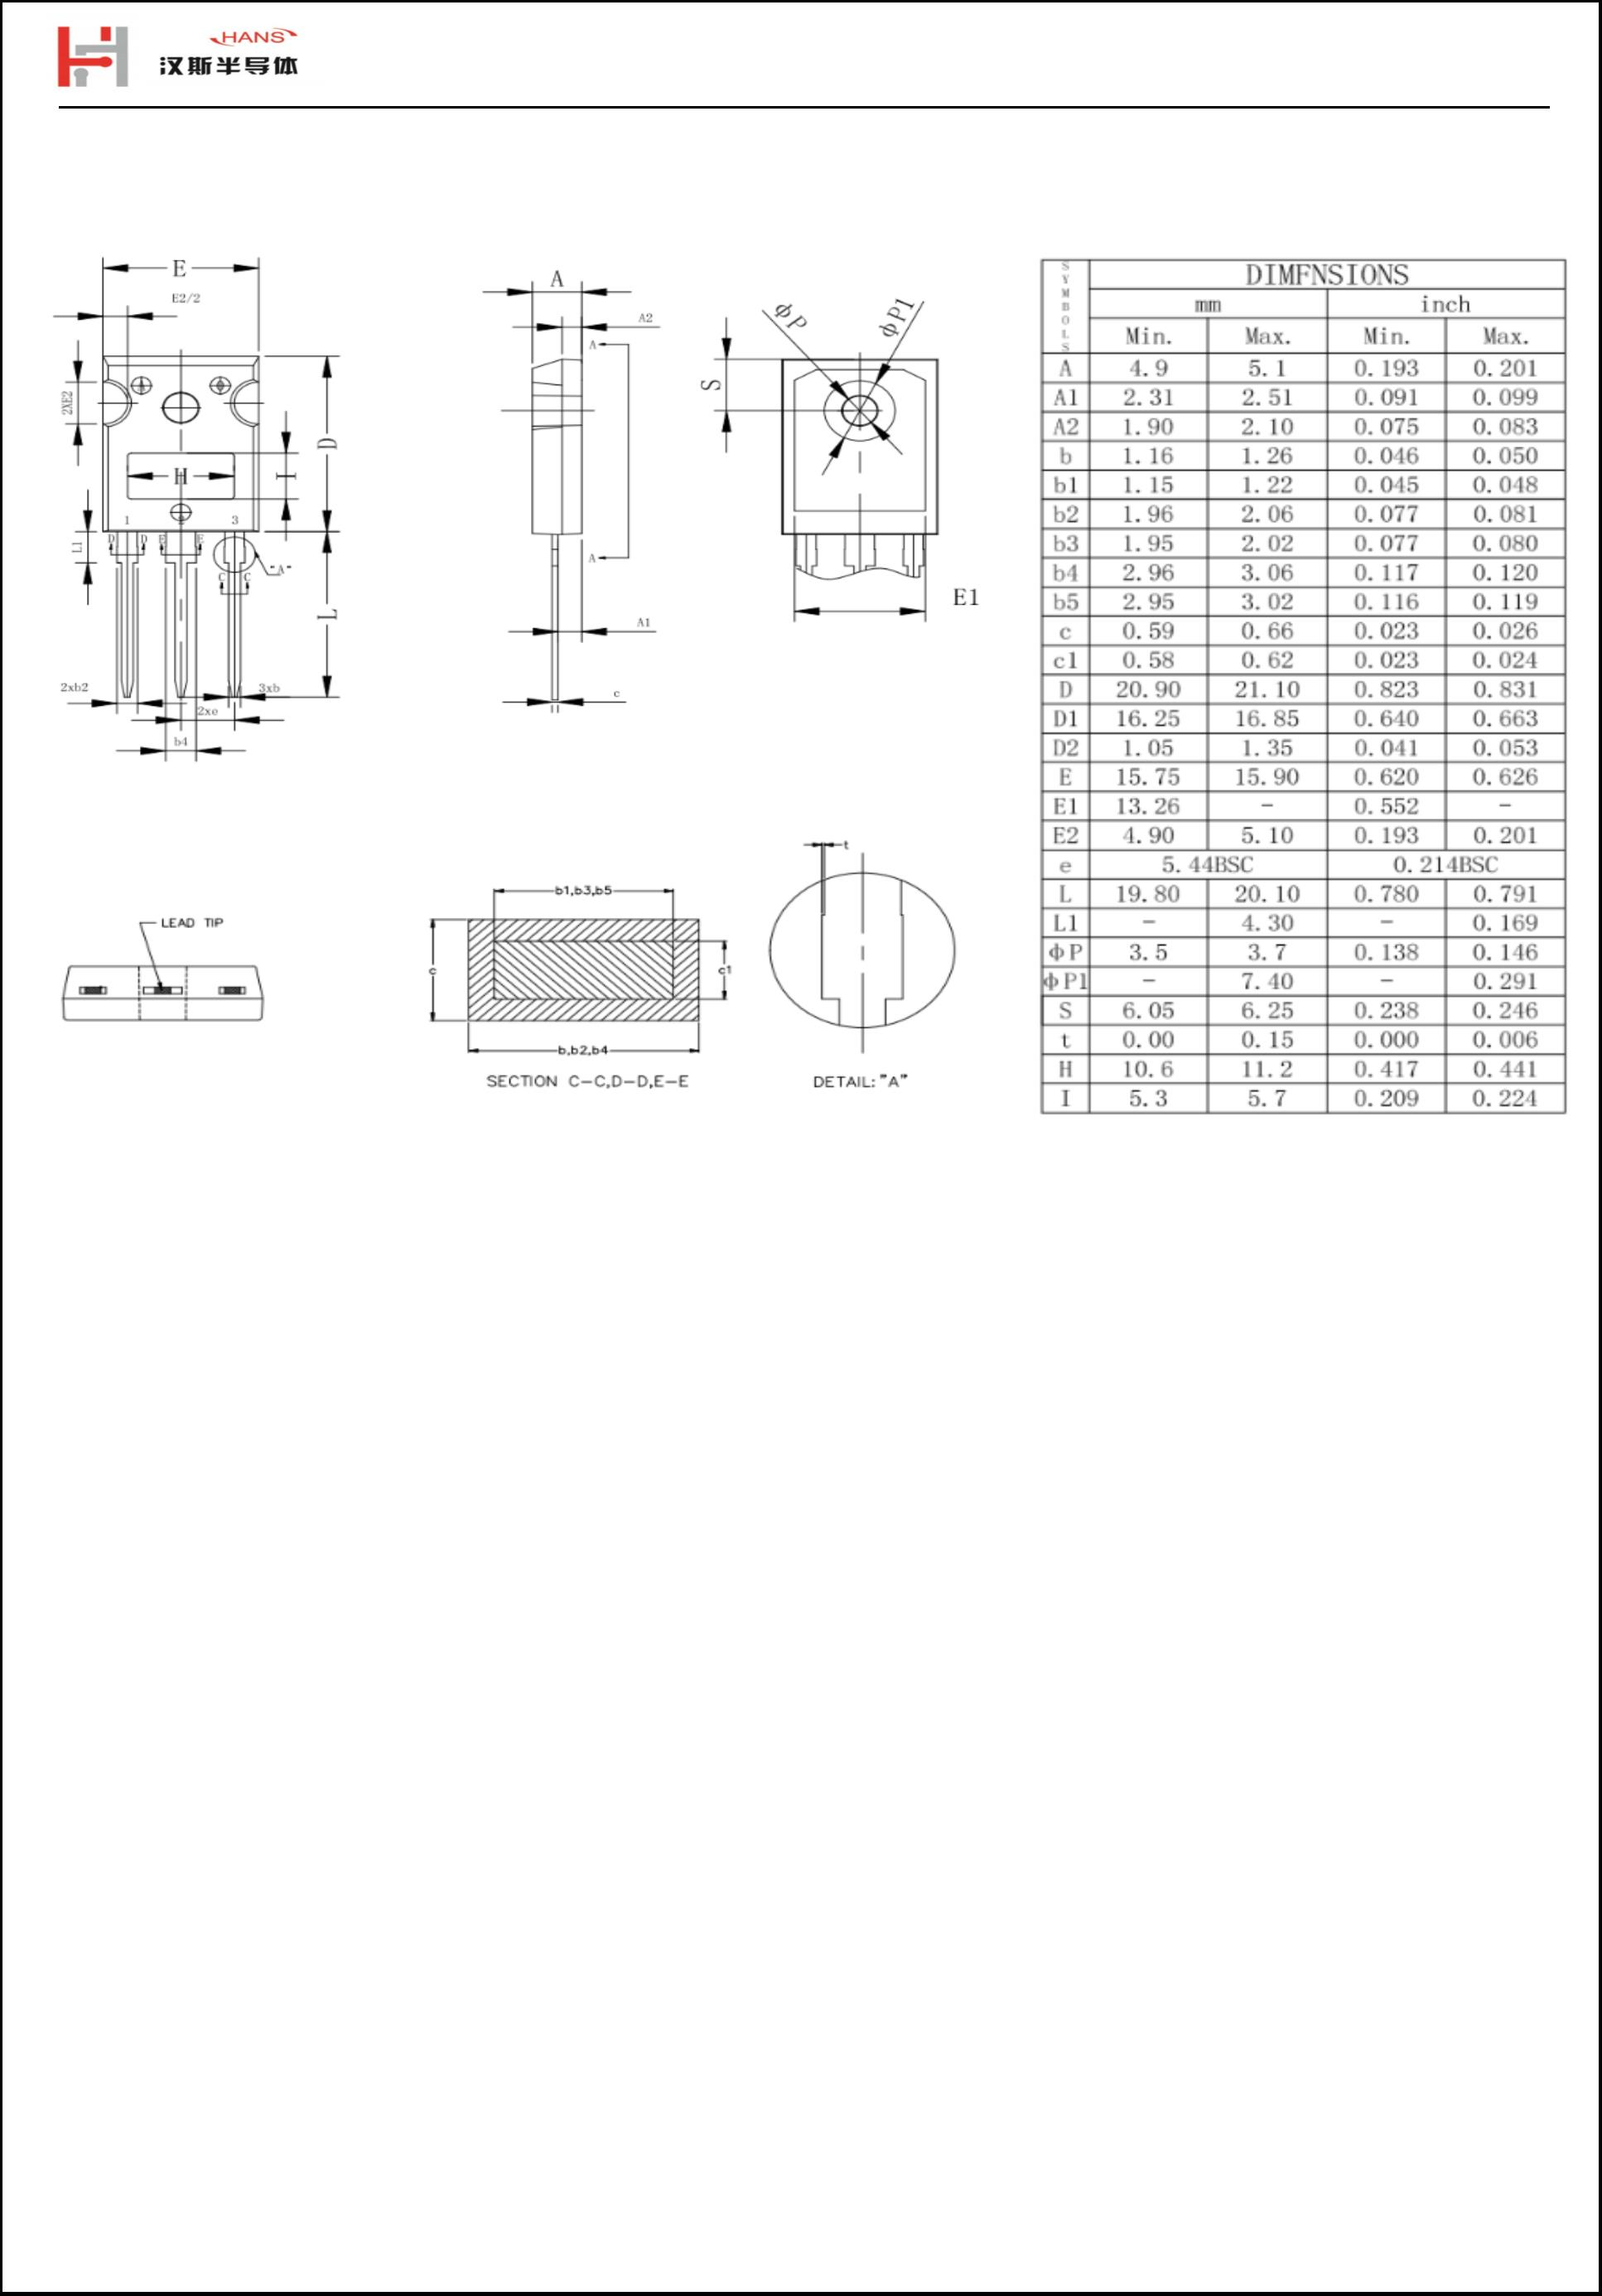 HANS
汉斯半导体
E
E2/2
2XE2
H
I
D
1 2 3
L1
D D E E
C C
"A"
L
2xb2
3xb
2xe
b4
A
A2
A
A
A1
c
ΦP
ΦP1
S
E1
LEAD TIP
b1,b3,b5
c
c1
b,b2,b4
SECTION C-C,D-D,E-E
t
DETAIL:"A"
SYMBOLS
DIMFNSIONS
mm inch
Min. Max. Min. Max.
A 4.9 5.1 0.193 0.201
A1 2.31 2.51 0.091 0.099
A2 1.90 2.10 0.075 0.083
b 1.16 1.26 0.046 0.050
b1 1.15 1.22 0.045 0.048
b2 1.96 2.06 0.077 0.081
b3 1.95 2.02 0.077 0.080
b4 2.96 3.06 0.117 0.120
b5 2.95 3.02 0.116 0.119
c 0.59 0.66 0.023 0.026
c1 0.58 0.62 0.023 0.024
D 20.90 21.10 0.823 0.831
D1 16.25 16.85 0.640 0.663
D2 1.05 1.35 0.041 0.053
E 15.75 15.90 0.620 0.626
E1 13.26 - 0.552 -
E2 4.90 5.10 0.193 0.201
e 5.44BSC 0.214BSC
L 19.80 20.10 0.780 0.791
L1 - 4.30 - 0.169
ΦP 3.5 3.7 0.138 0.146
ΦP1 - 7.40 - 0.291
S 6.05 6.25 0.238 0.246
t 0.00 0.15 0.000 0.006
H 10.6 11.2 0.417 0.441
I 5.3 5.7 0.209 0.224